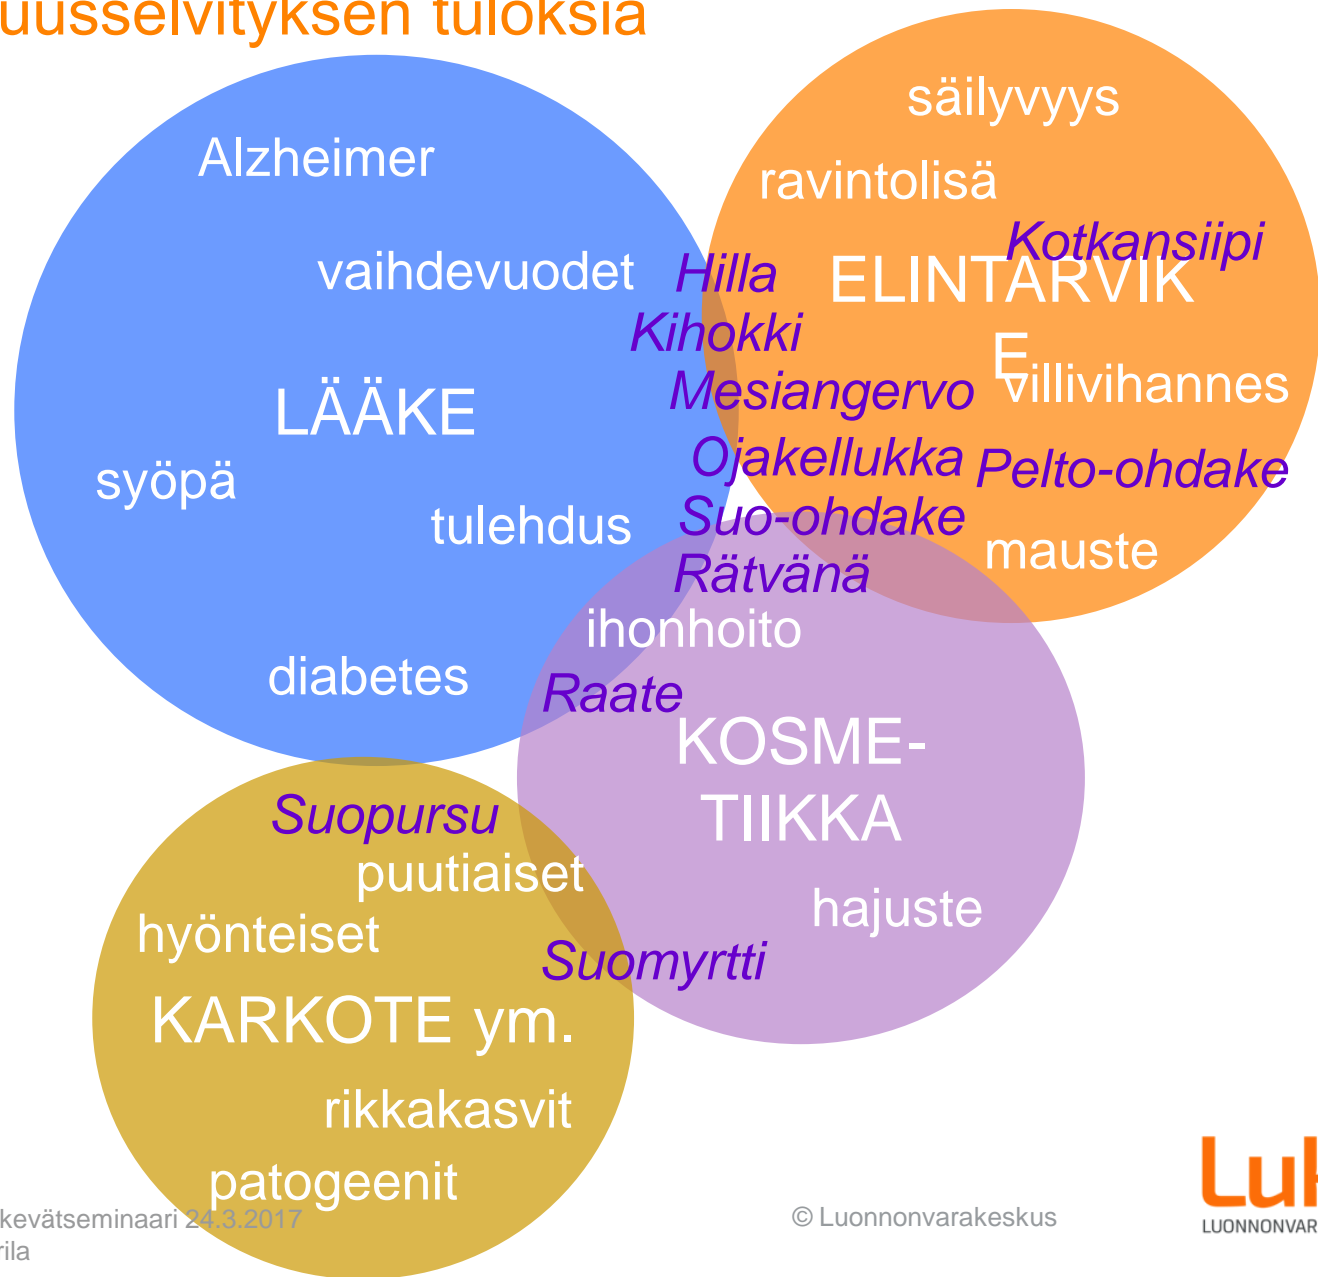 uusselvityksen tuloksia
säilyvyys
Alzheimer
ravintolisä
Kotkansiipi
vaihdevuodet
Hilla
ELINTARVIK
E
Kihokki
villivihannes
Mesiangervo
LÄÄKE
Ojakellukka
Pelto-ohdake
syöpä
Suo-ohdake
tulehdus
mauste
Rätvänä
ihonhoito
diabetes
Raate
KOSME-
TIIKKA
Suopursu
puutiaiset
hajuste
hyönteiset
Suomyrtti
KARKOTE ym.
rikkakasvit
patogeenit
kevätseminaari 24.3.2017
rila
© Luonnonvarakeskus
Luk
LUONNONVAR